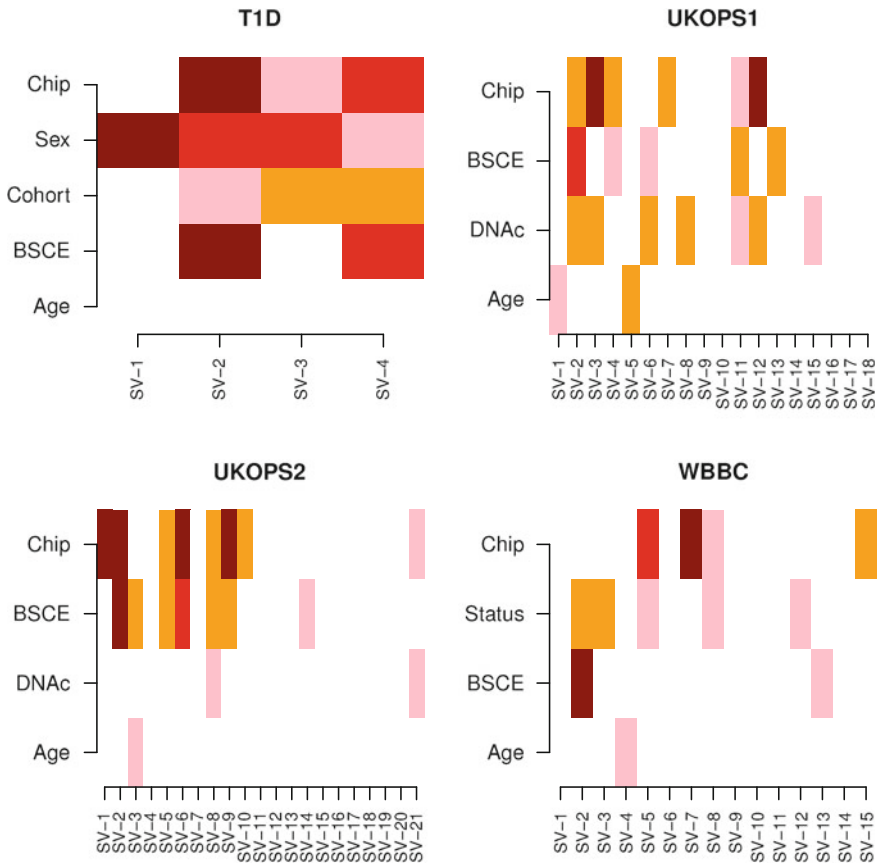 T1D
Chip
Sex
Cohort
BSCE
Age
SV−1
SV−2
SV−3
SV−4
UKOPS1
Chip
BSCE
DNAc
Age
SV−1
SV−2
SV−3
SV−4
SV−5
SV−6
SV−7
SV−8
SV−9
SV−10
SV−11
SV−12
SV−13
SV−14
SV−15
SV−16
SV−17
SV−18
UKOPS2
Chip
BSCE
DNAc
Age
SV−1
SV−2
SV−3
SV−4
SV−5
SV−6
SV−7
SV−8
SV−9
SV−10
SV−11
SV−12
SV−13
SV−14
SV−15
SV−16
SV−17
SV−18
SV−19
SV−20
SV−21
WBBC
Chip
Status
BSCE
Age
SV−1
SV−2
SV−3
SV−4
SV−5
SV−6
SV−7
SV−8
SV−9
SV−10
SV−11
SV−12
SV−13
SV−14
SV−15